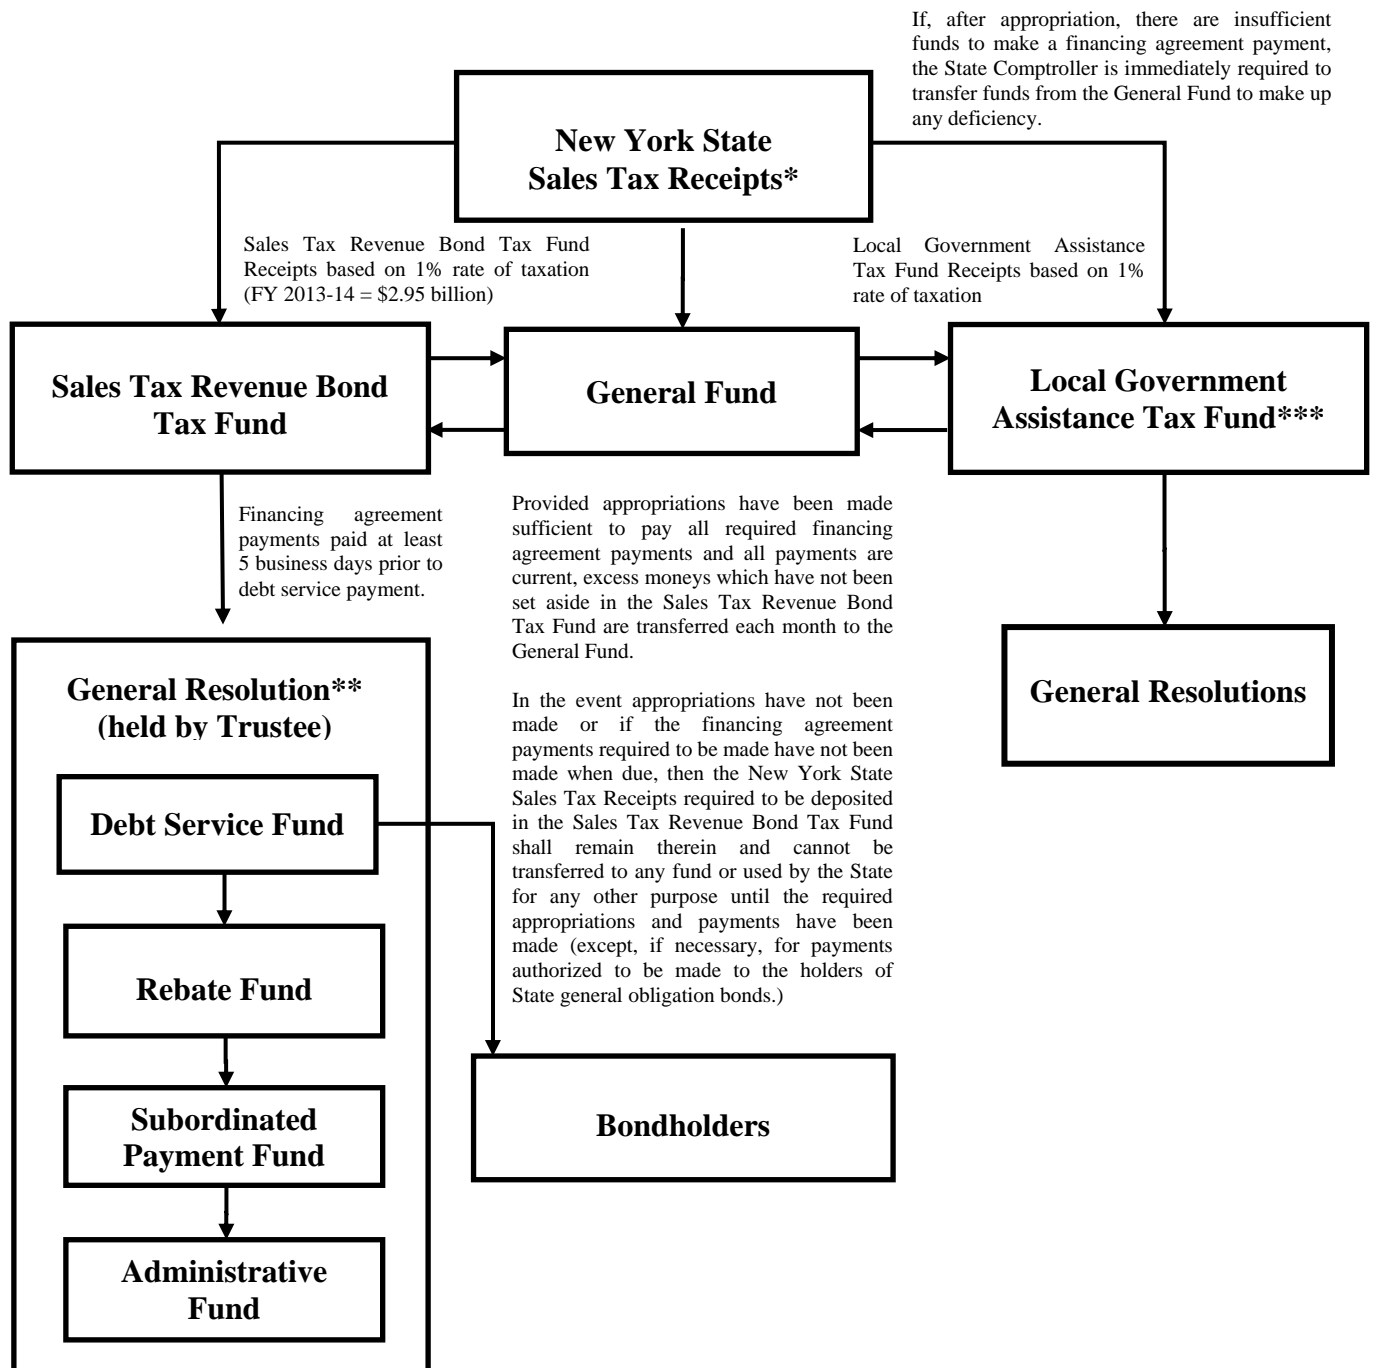 If, after appropriation, there are insufficient
funds to make a financing agreement payment,
the State Comptroller is immediately required to
transfer funds from the General Fund to make up
any deficiency.
New York State
Sales Tax Receipts*
Sales Tax Revenue Bond Tax Fund
Receipts based on 1% rate of taxation
(FY 2013-14 = $2.95 billion)
Local Government Assistance
Tax Fund Receipts based on 1%
rate of taxation
Sales Tax Revenue Bond
Tax Fund
General Fund
Local Government
Assistance Tax Fund***
Financing agreement
payments paid at least
5 business days prior to
debt service payment.
Provided appropriations have been made
sufficient to pay all required financing
agreement payments and all payments are
current, excess moneys which have not been
set aside in the Sales Tax Revenue Bond
Tax Fund are transferred each month to the
General Fund.
In the event appropriations have not been
made or if the financing agreement
payments required to be made have not been
made when due, then the New York State
Sales Tax Receipts required to be deposited
in the Sales Tax Revenue Bond Tax Fund
shall remain therein and cannot be
transferred to any fund or used by the State
for any other purpose until the required
appropriations and payments have been
made (except, if necessary, for payments
authorized to be made to the holders of
State general obligation bonds.)
General Resolutions
General Resolution**
(held by Trustee)
Debt Service Fund
Rebate Fund
Subordinated
Payment Fund
Administrative
Fund
Bondholders